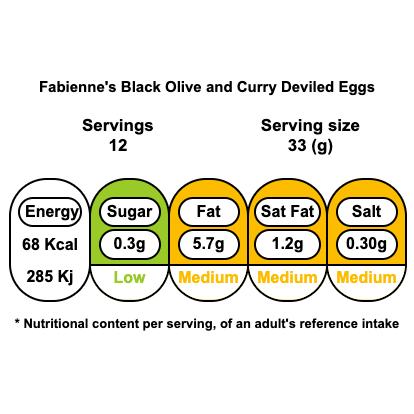 Fabienne's Black Olive and Curry Deviled Eggs
Servings
12
Serving size
33 (g)
Energy
68 Kcal
285 Kj
Sugar
0.3g
Low
Fat
5.7g
Medium
Sat Fat
1.2g
Medium
Salt
0.30g
Medium
* Nutritional content per serving, of an adult's reference intake